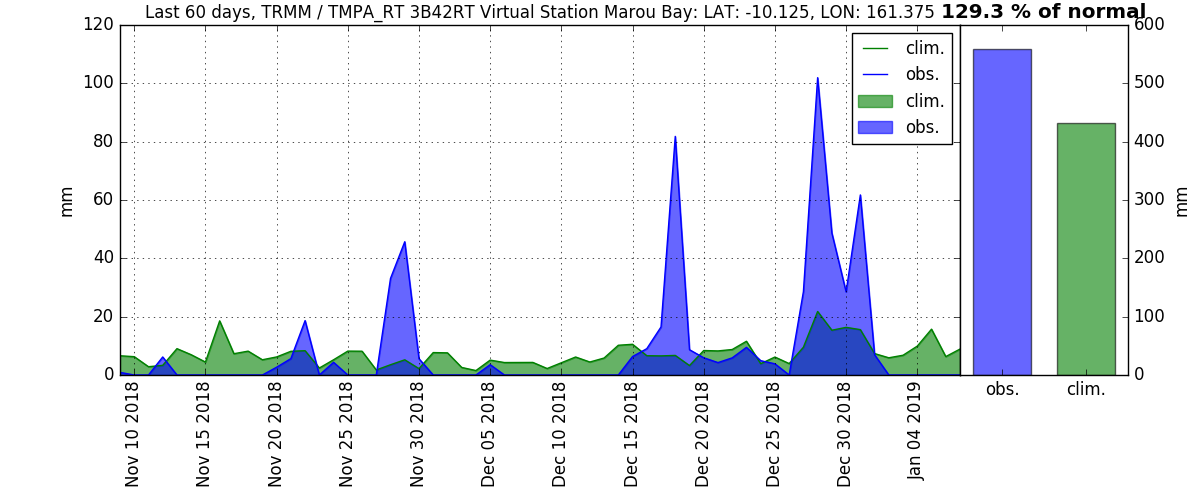 Last 60 days, TRMM / TMPA_RT 3B42RT Virtual Station Marou Bay: LAT: -10.125, LON: 161.375 129.3 % of normal
120
100
80
60
40
20
0
mm
clim.
obs.
clim.
obs.
600
500
400
300
200
100
0
mm
Nov 10 2018
Nov 15 2018
Nov 20 2018
Nov 25 2018
Nov 30 2018
Dec 05 2018
Dec 10 2018
Dec 15 2018
Dec 20 2018
Dec 25 2018
Dec 30 2018
Jan 04 2019
obs.
clim.